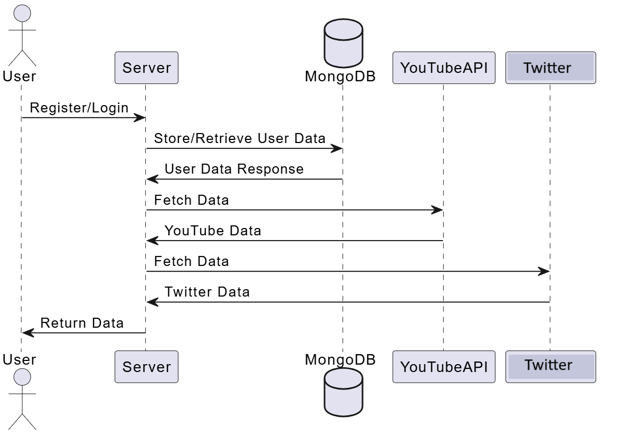 User
Server
MongoDB
YouTubeAPI
Twitter
Register/Login
Store/Retrieve User Data
User Data Response
Fetch Data
YouTube Data
Fetch Data
Twitter Data
Return Data
User
Server
MongoDB
YouTubeAPI
Twitter